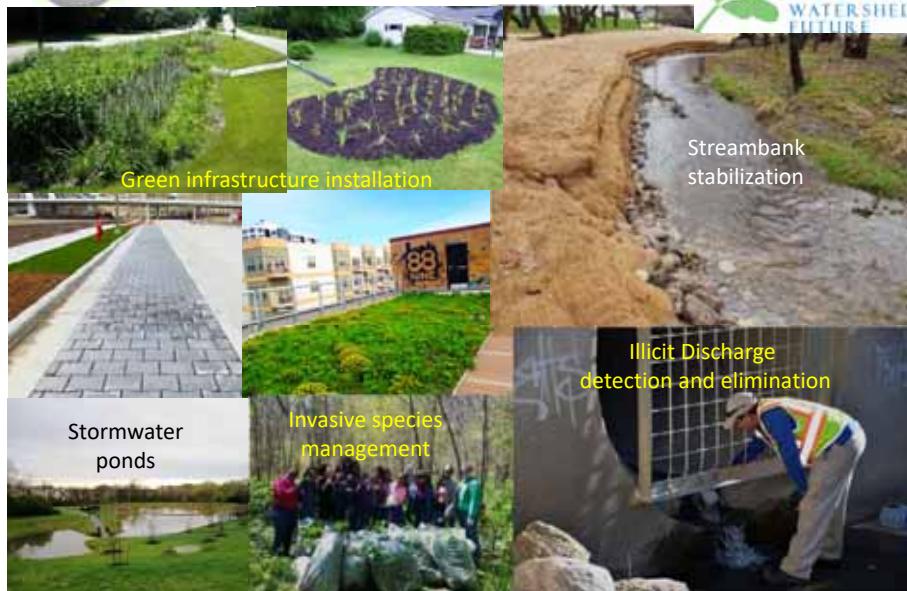 WATERSHED
FUTURE
Green infrastructure installation
Streambank
stabilization
88
Illicit Discharge
detection and elimination
Stormwater
ponds
Invasive species
management